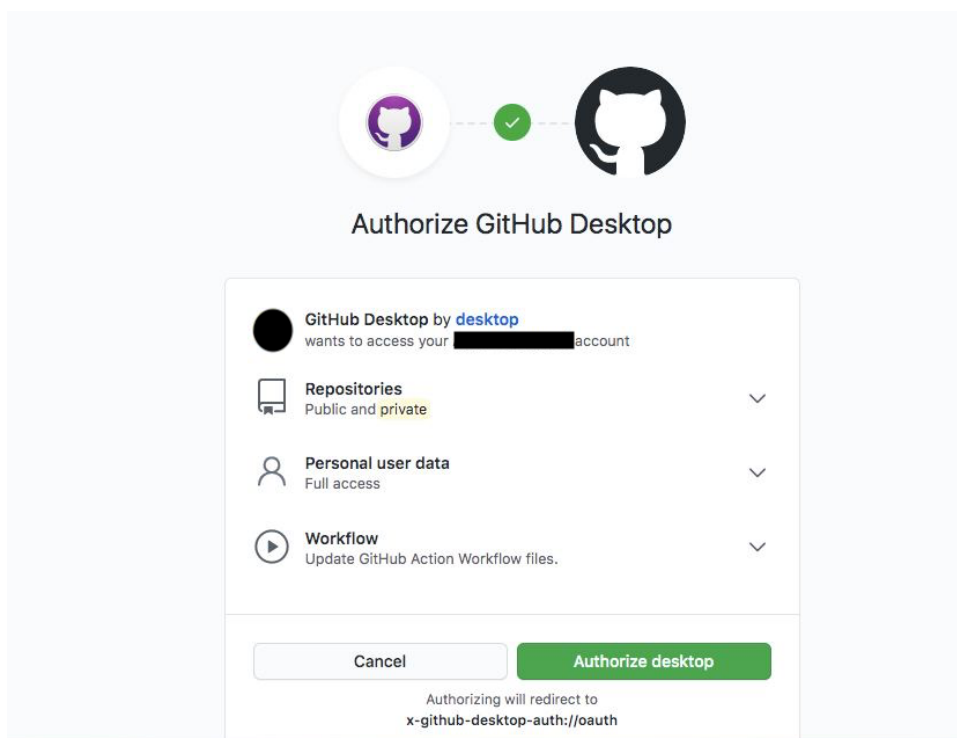 Authorize GitHub Desktop
GitHub Desktop by desktop
wants to access your account
Repositories
Public and private
Personal user data
Full access
Workflow
Update GitHub Action Workflow files.
Cancel
Authorize desktop
Authorizing will redirect to
x-github-desktop-auth://oauth